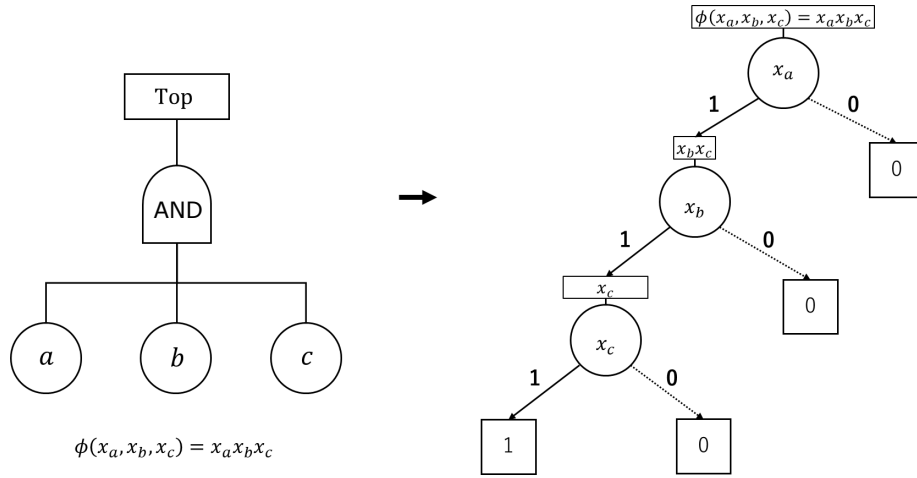 Top
AND
a
b
c
ϕ(x_a, x_b, x_c) = x_a x_b x_c
ϕ(x_a, x_b, x_c) = x_a x_b x_c
x_a
1
0
x_b x_c
0
x_b
1
0
x_c
0
x_c
1
0
1
0